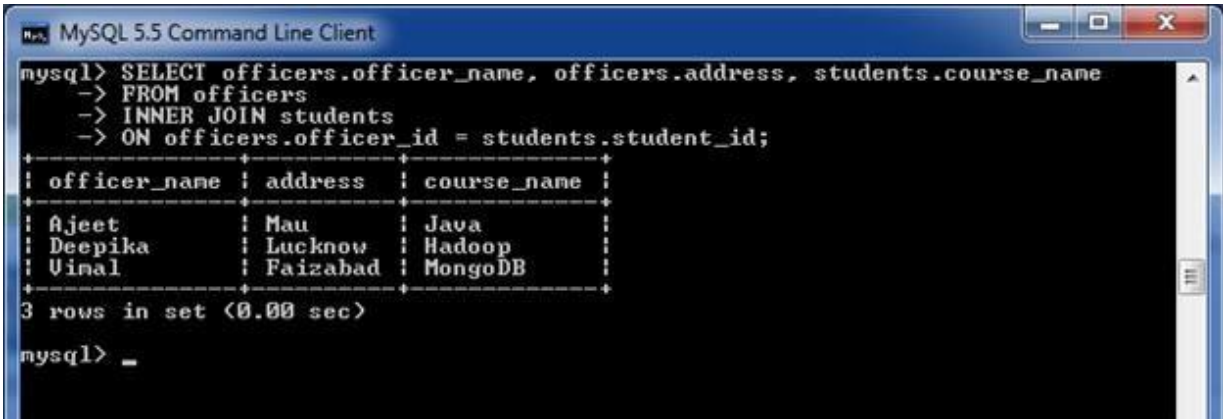 MySQL 5.5 Command Line Client
mysql> SELECT officers.officer_name, officers.address, students.course_name
    -> FROM officers
    -> INNER JOIN students
    -> ON officers.officer_id = students.student_id;
+--------------+----------+-------------+
| officer_name | address  | course_name |
+--------------+----------+-------------+
| Ajeet        | Mau      | Java        |
| Deepika      | Lucknow  | Hadoop      |
| Vimal        | Faizabad | MongoDB     |
+--------------+----------+-------------+
3 rows in set (0.00 sec)
mysql> _